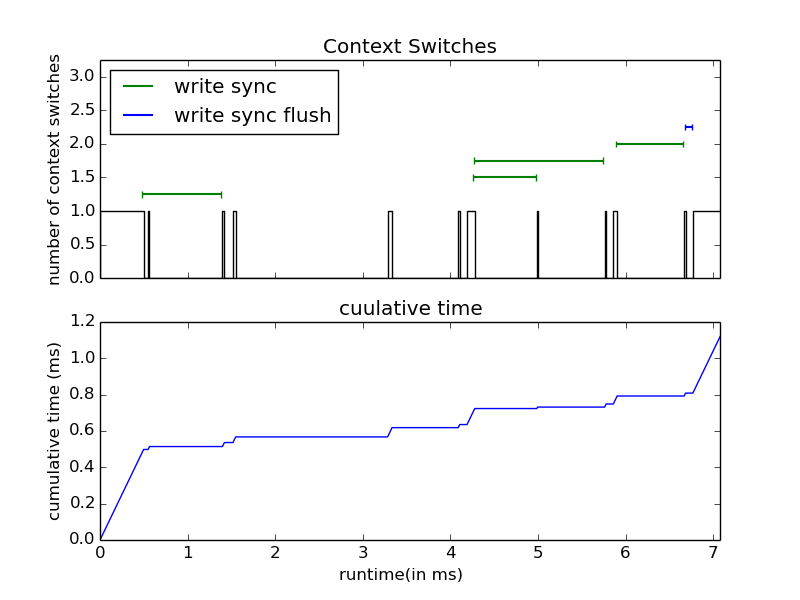 Context Switches
number of context switches
3.0
2.5
2.0
1.5
1.0
0.5
0.0
write sync
write sync flush
cuulative time
cumulative time (ms)
1.2
1.0
0.8
0.6
0.4
0.2
0.0
0 1 2 3 4 5 6 7
runtime(in ms)